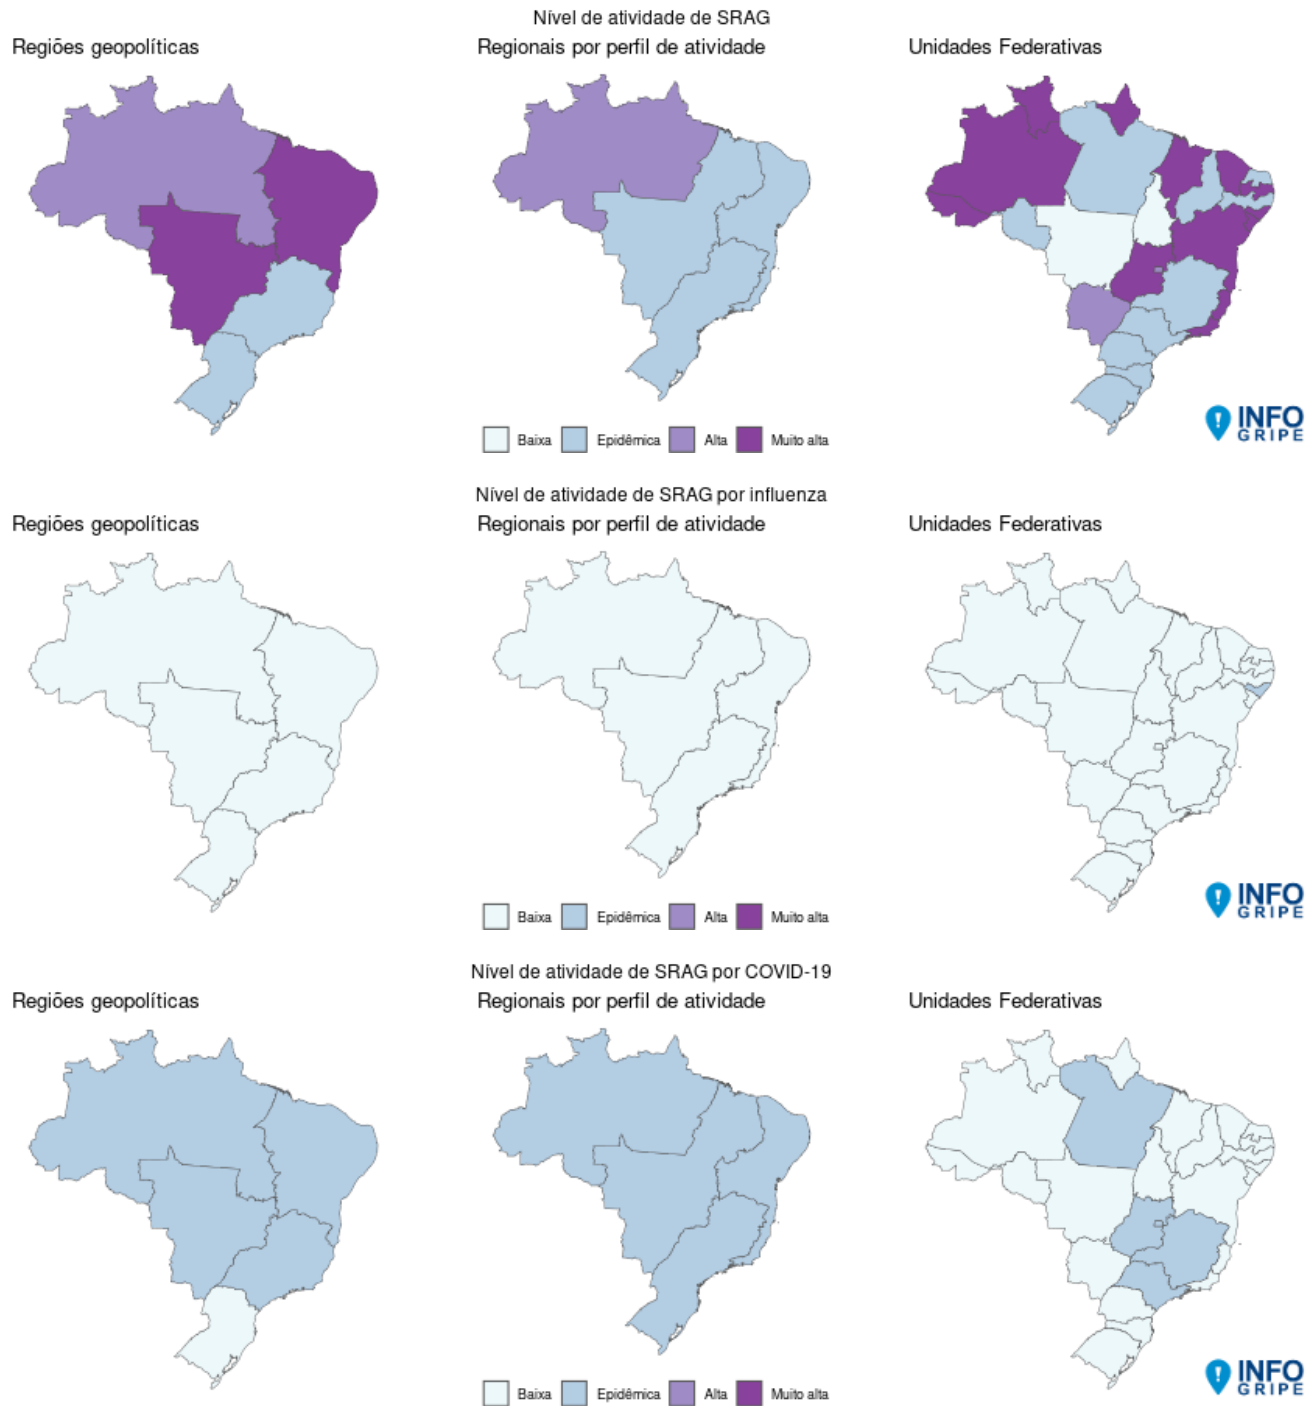 Nível de atividade de SRAG
Regiões geopolíticas
Regionais por perfil de atividade
Unidades Federativas
INFO
GRIPE
Baixa Epidêmica Alta Muito alta
Nível de atividade de SRAG por influenza
Regiões geopolíticas
Regionais por perfil de atividade
Unidades Federativas
INFO
GRIPE
Baixa Epidêmica Alta Muito alta
Nível de atividade de SRAG por COVID-19
Regiões geopolíticas
Regionais por perfil de atividade
Unidades Federativas
INFO
GRIPE
Baixa Epidêmica Alta Muito alta